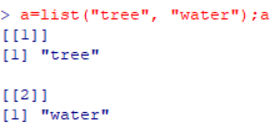 > a=list("tree", "water");a
[[1]]
[1] "tree"

[[2]]
[1] "water"